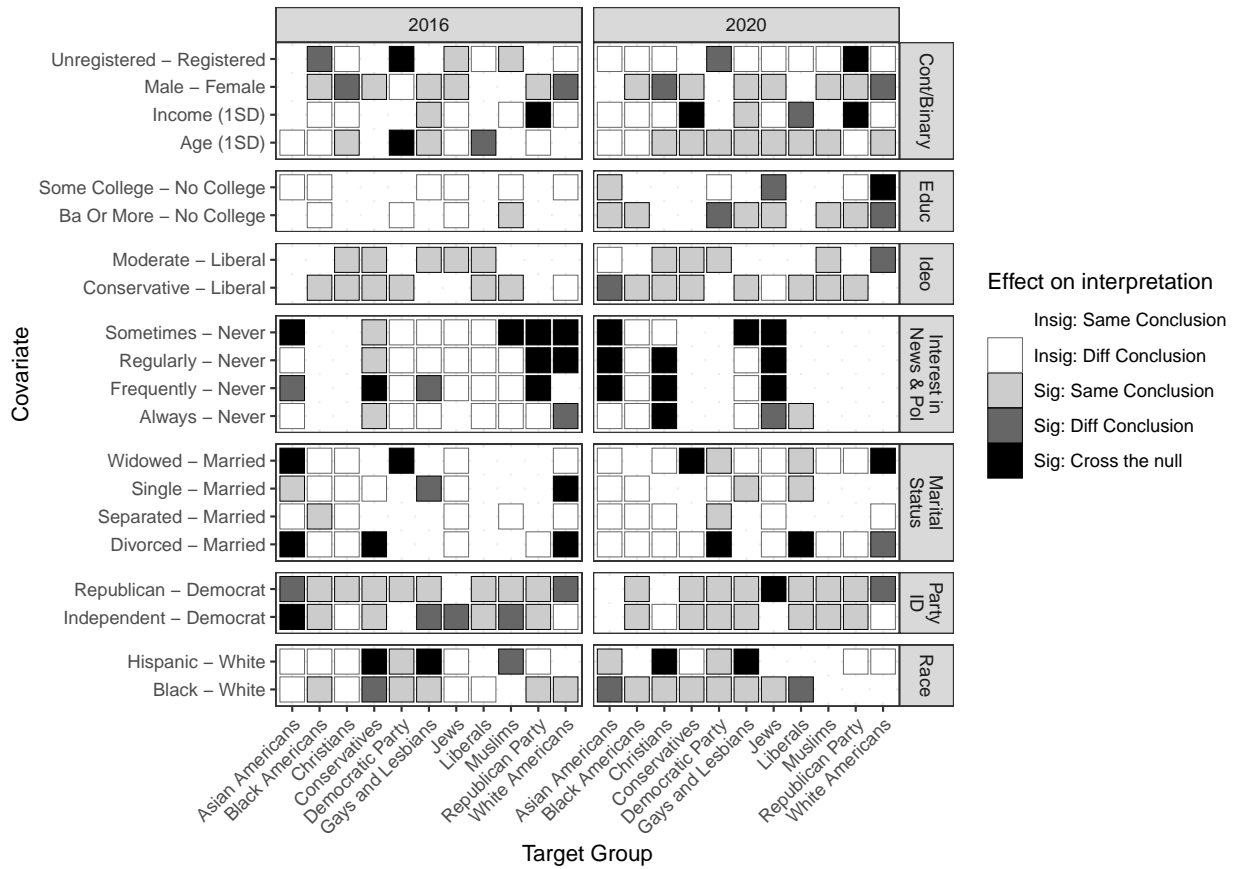 2016
2020
Unregistered − Registered
Male − Female
Income (1SD)
Age (1SD)
Cont/Binary
Some College − No College
Ba Or More − No College
Educ
Moderate − Liberal
Conservative − Liberal
Ideo
Sometimes − Never
Regularly − Never
Frequently − Never
Always − Never
Interest in
News & Pol
Widowed − Married
Single − Married
Separated − Married
Divorced − Married
Marital
Status
Republican − Democrat
Independent − Democrat
Party
ID
Hispanic − White
Black − White
Race
Covariate
Asian Americans
Black Americans
Christians
Conservatives
Democratic Party
Gays and Lesbians
Jews
Liberals
Muslims
Republican Party
White Americans
Asian Americans
Black Americans
Christians
Conservatives
Democratic Party
Gays and Lesbians
Jews
Liberals
Muslims
Republican Party
White Americans
Target Group
Effect on interpretation
Insig: Same Conclusion
Insig: Diff Conclusion
Sig: Same Conclusion
Sig: Diff Conclusion
Sig: Cross the null